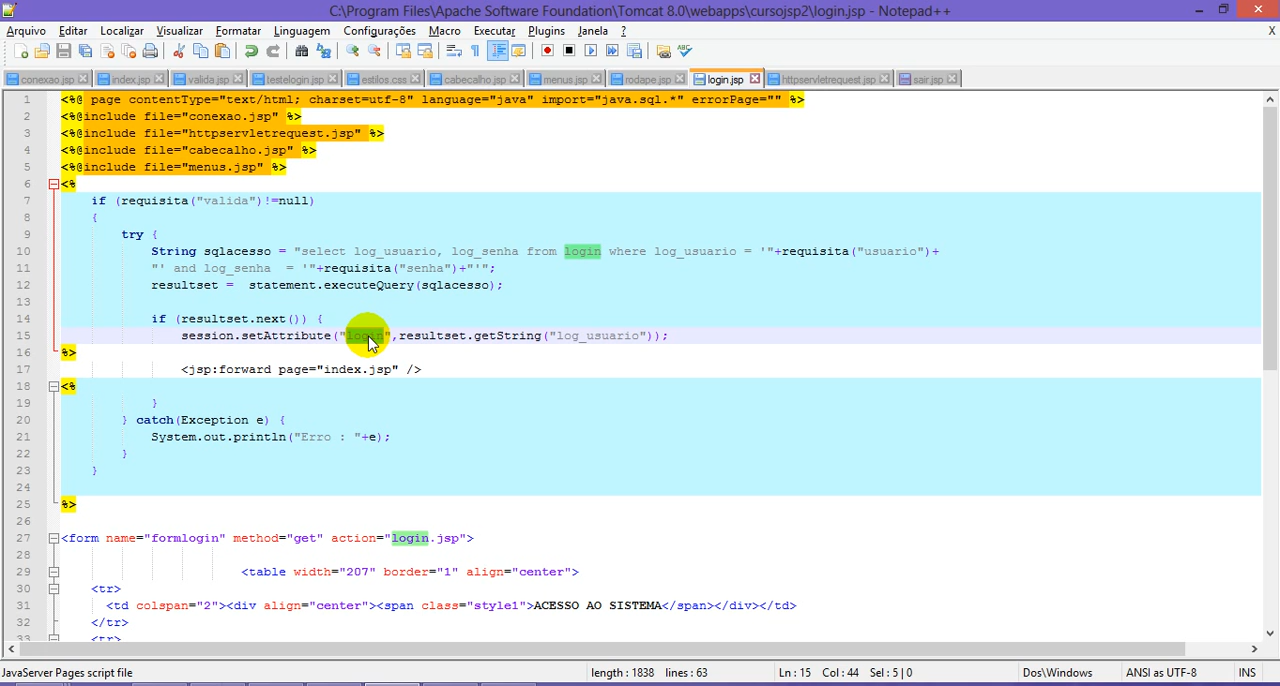 C:\Program Files\Apache Software Foundation\Tomcat 8.0\webapps\cursojsp2\login.jsp - Notepad++
Arquivo Editar Localizar Visualizar Formatar Linguagem Configurações Macro Executar Plugins Janela ? X
conexao.jsp index.jsp valida.jsp testelogin.jsp estilos.css cabecalho.jsp menus.jsp rodape.jsp login.jsp httpservletrequest.jsp sair.jsp
1 <%@ page contentType="text/html; charset=utf-8" language="java" import="java.sql.*" errorPage="" %>
2 <%@include file="conexao.jsp" %>
3 <%@include file="httpservletrequest.jsp" %>
4 <%@include file="cabecalho.jsp" %>
5 <%@include file="menus.jsp" %>
6 <%
7 if (requisita("valida")!=null)
8 {
9 try {
10 String sqlacesso = "select log_usuario, log_senha from login where log_usuario = '"+requisita("usuario")+
11 "' and log_senha = '"+requisita("senha")+"'";
12 resultset = statement.executeQuery(sqlacesso);
13
14 if (resultset.next()) {
15 session.setAttribute("login",resultset.getString("log_usuario"));
16 %>
17 <jsp:forward page="index.jsp" />
18 <%
19 }
20 } catch(Exception e) {
21 System.out.println("Erro : "+e);
22 }
23 }
24
25 %>
26
27 <form name="formlogin" method="get" action="login.jsp">
28
29 <table width="207" border="1" align="center">
30 <tr>
31 <td colspan="2"><div align="center"><span class="style1">ACESSO AO SISTEMA</span></div></td>
32 </tr>
33 <tr>
JavaServer Pages script file length : 1838 lines : 63 Ln : 15 Col : 44 Sel : 5 | 0 Dos\Windows ANSI as UTF-8 INS